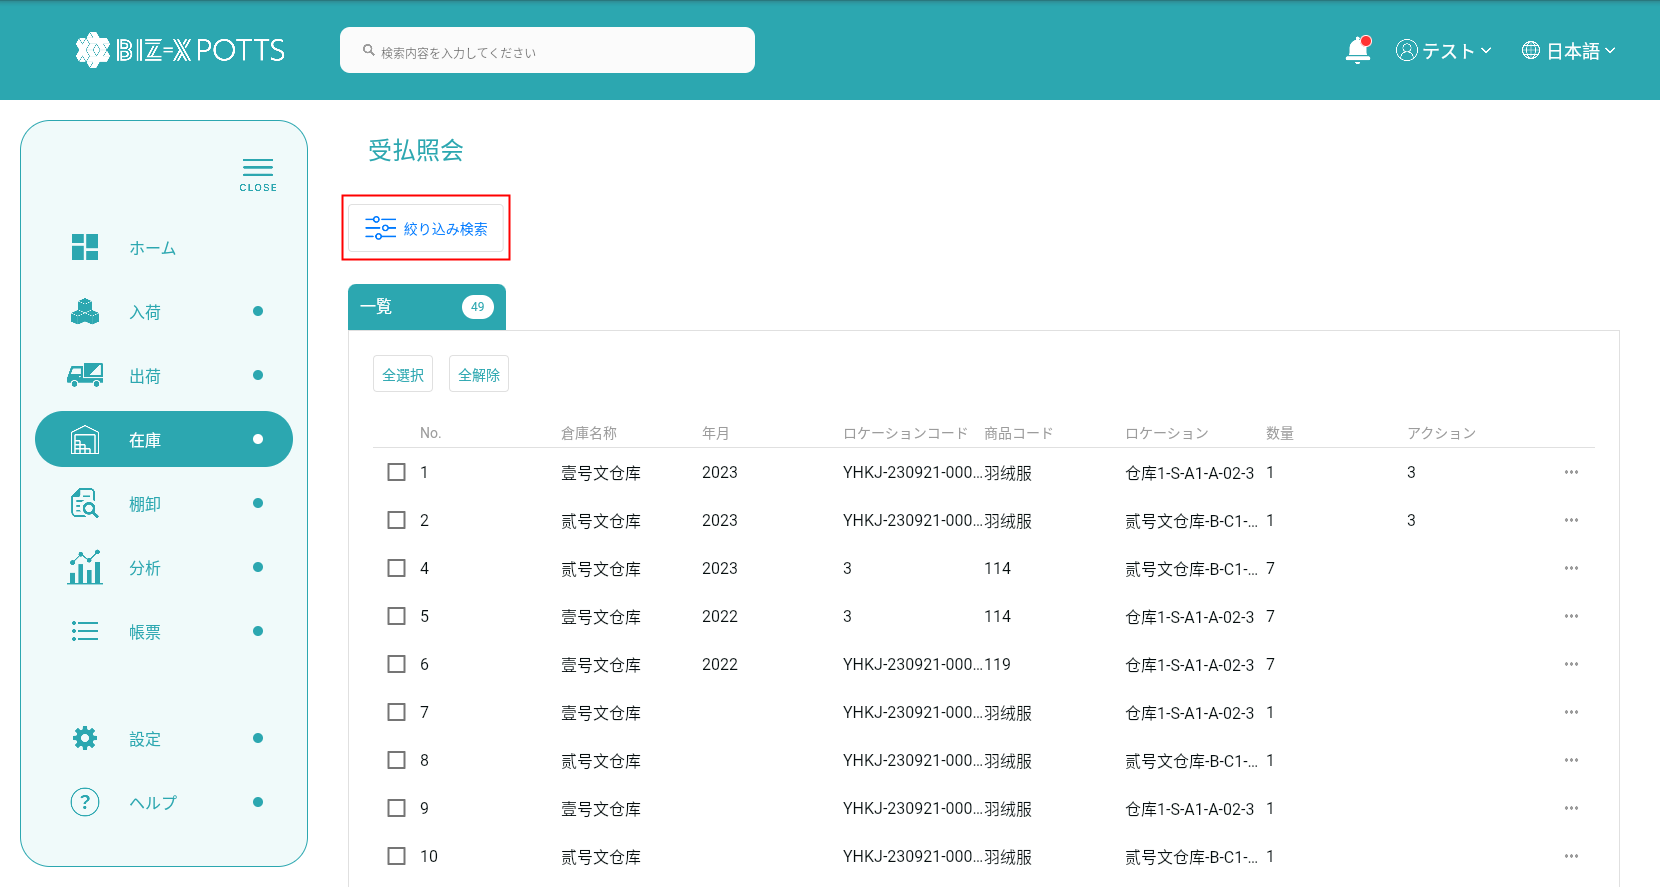 BIZ-X POTTS
検索内容を入力してください
テスト
日本語
CLOSE
ホーム
入荷
出荷
在庫
棚卸
分析
帳票
設定
ヘルプ
受払照会
絞り込み検索
一覧 49
全選択 全解除
No. 倉庫名称 年月 ロケーションコード 商品コード ロケーション 数量 アクション
1 壹号文仓库 2023 YHKJ-230921-000... 羽绒服 仓库1-S-A1-A-02-3 1 3
2 贰号文仓库 2023 YHKJ-230921-000... 羽绒服 贰号文仓库-B-C1-... 1 3
4 贰号文仓库 2023 3 114 贰号文仓库-B-C1-... 7
5 壹号文仓库 2022 3 114 仓库1-S-A1-A-02-3 7
6 壹号文仓库 2022 YHKJ-230921-000... 119 仓库1-S-A1-A-02-3 7
7 壹号文仓库 YHKJ-230921-000... 羽绒服 仓库1-S-A1-A-02-3 1
8 贰号文仓库 YHKJ-230921-000... 羽绒服 贰号文仓库-B-C1-... 1
9 壹号文仓库 YHKJ-230921-000... 羽绒服 仓库1-S-A1-A-02-3 1
10 贰号文仓库 YHKJ-230921-000... 羽绒服 贰号文仓库-B-C1-... 1